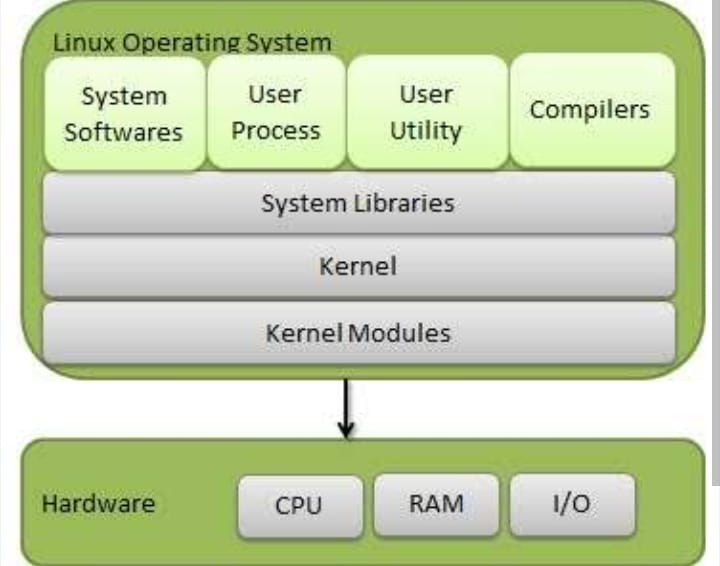 Linux Operating System
System
Softwares
User
Process
User
Utility
Compilers
System Libraries
Kernel
Kernel Modules
Hardware
CPU
RAM
I/O